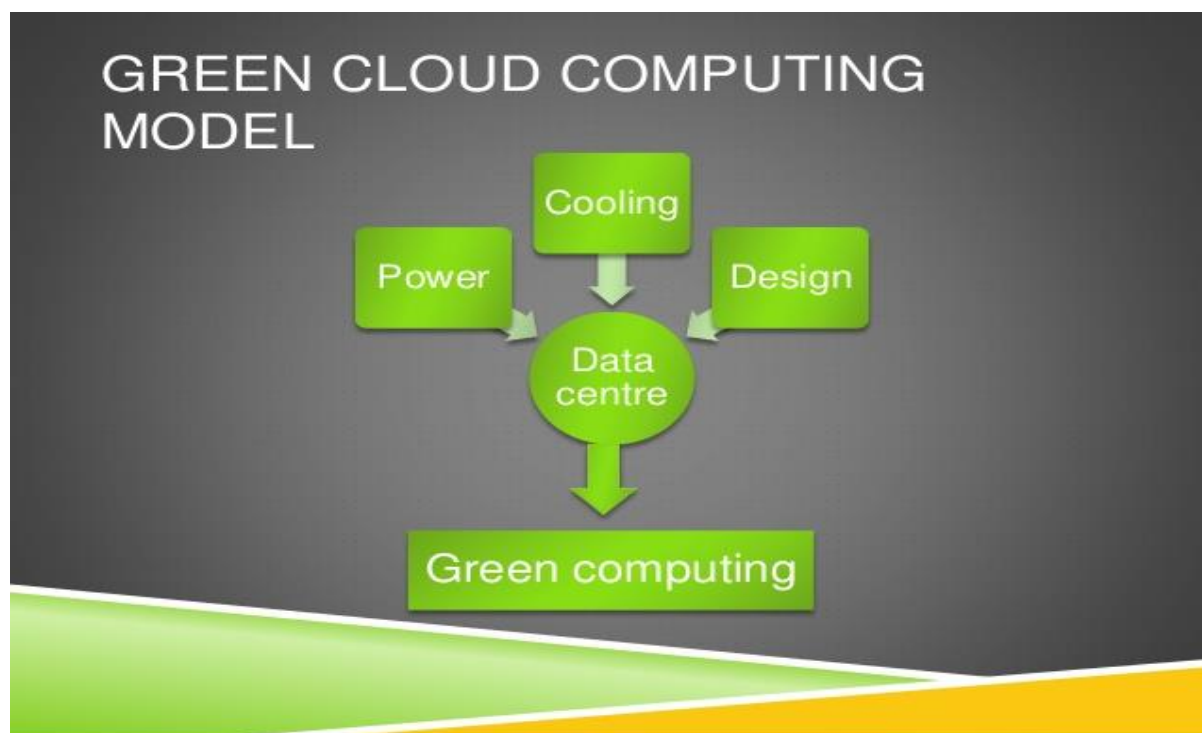 GREEN CLOUD COMPUTING
MODEL
Cooling
Power
Design
Data
centre
Green computing